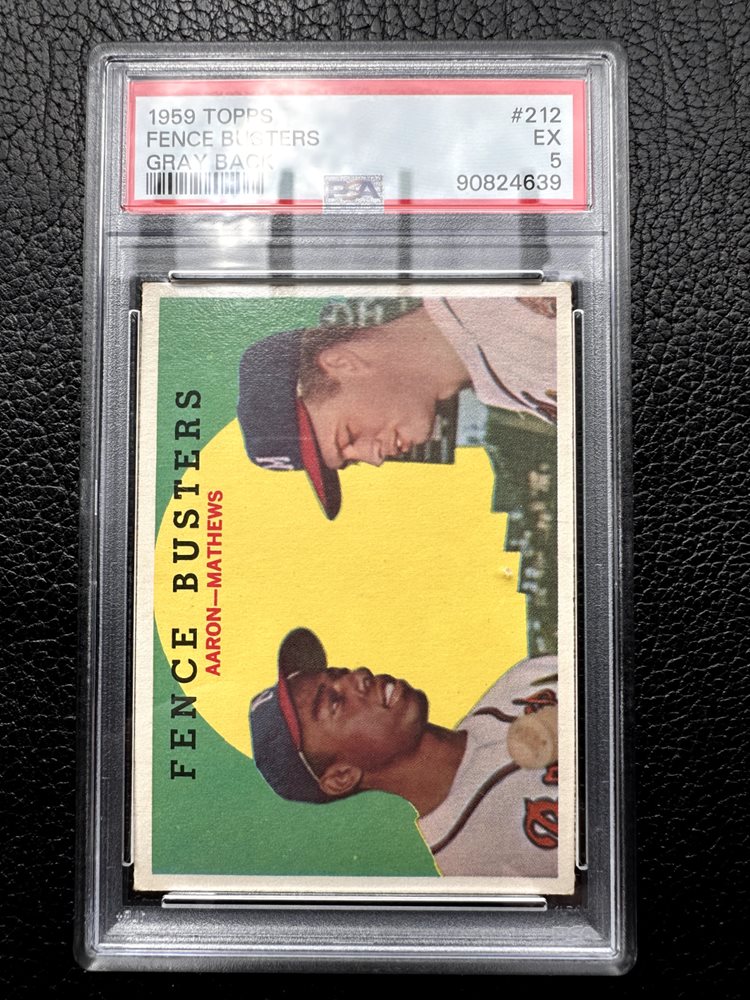 1959 TOPPS #212
FENCE BUSTERS EX
GRAY BACK 5
PSA 90824639
FENCE BUSTERS
AARON—MATHEWS
M